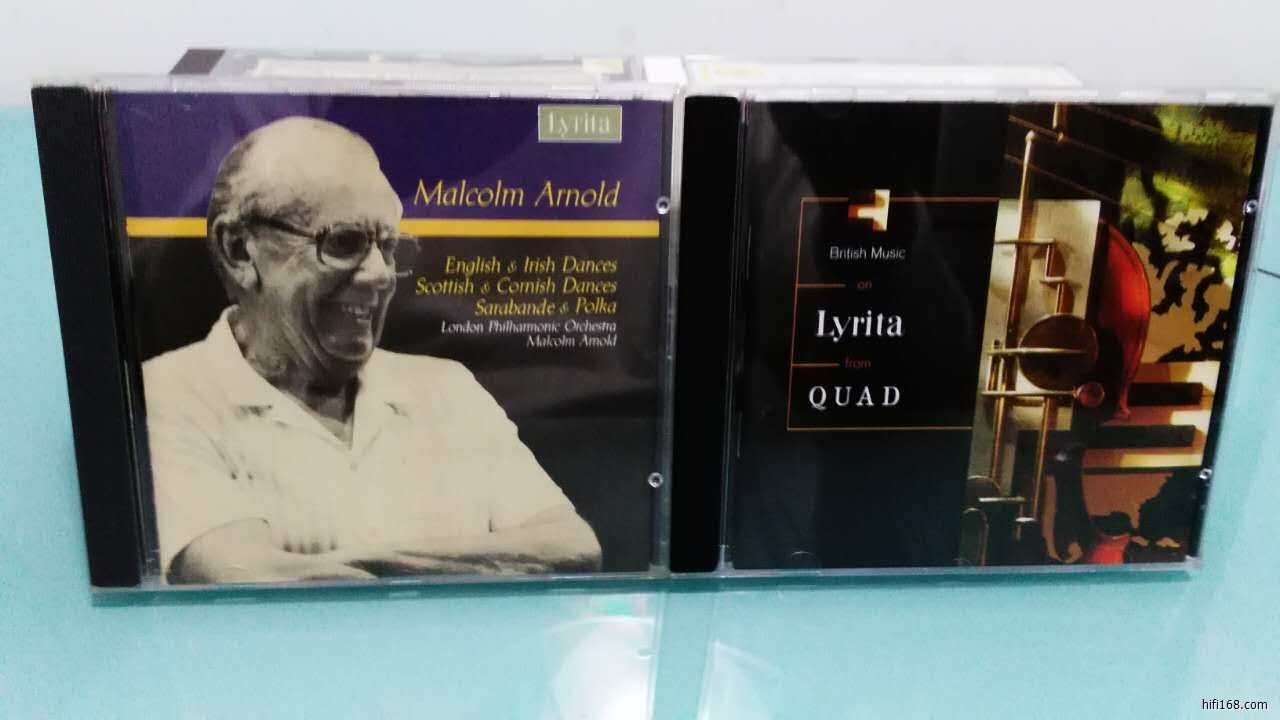 Lyrita
Malcolm Arnold
English & Irish Dances
Scottish & Cornish Dances
Sarabande & Polka
London Philharmonic Orchestra
Malcolm Arnold
British Music
on
Lyrita
from
QUAD
hifi168.com